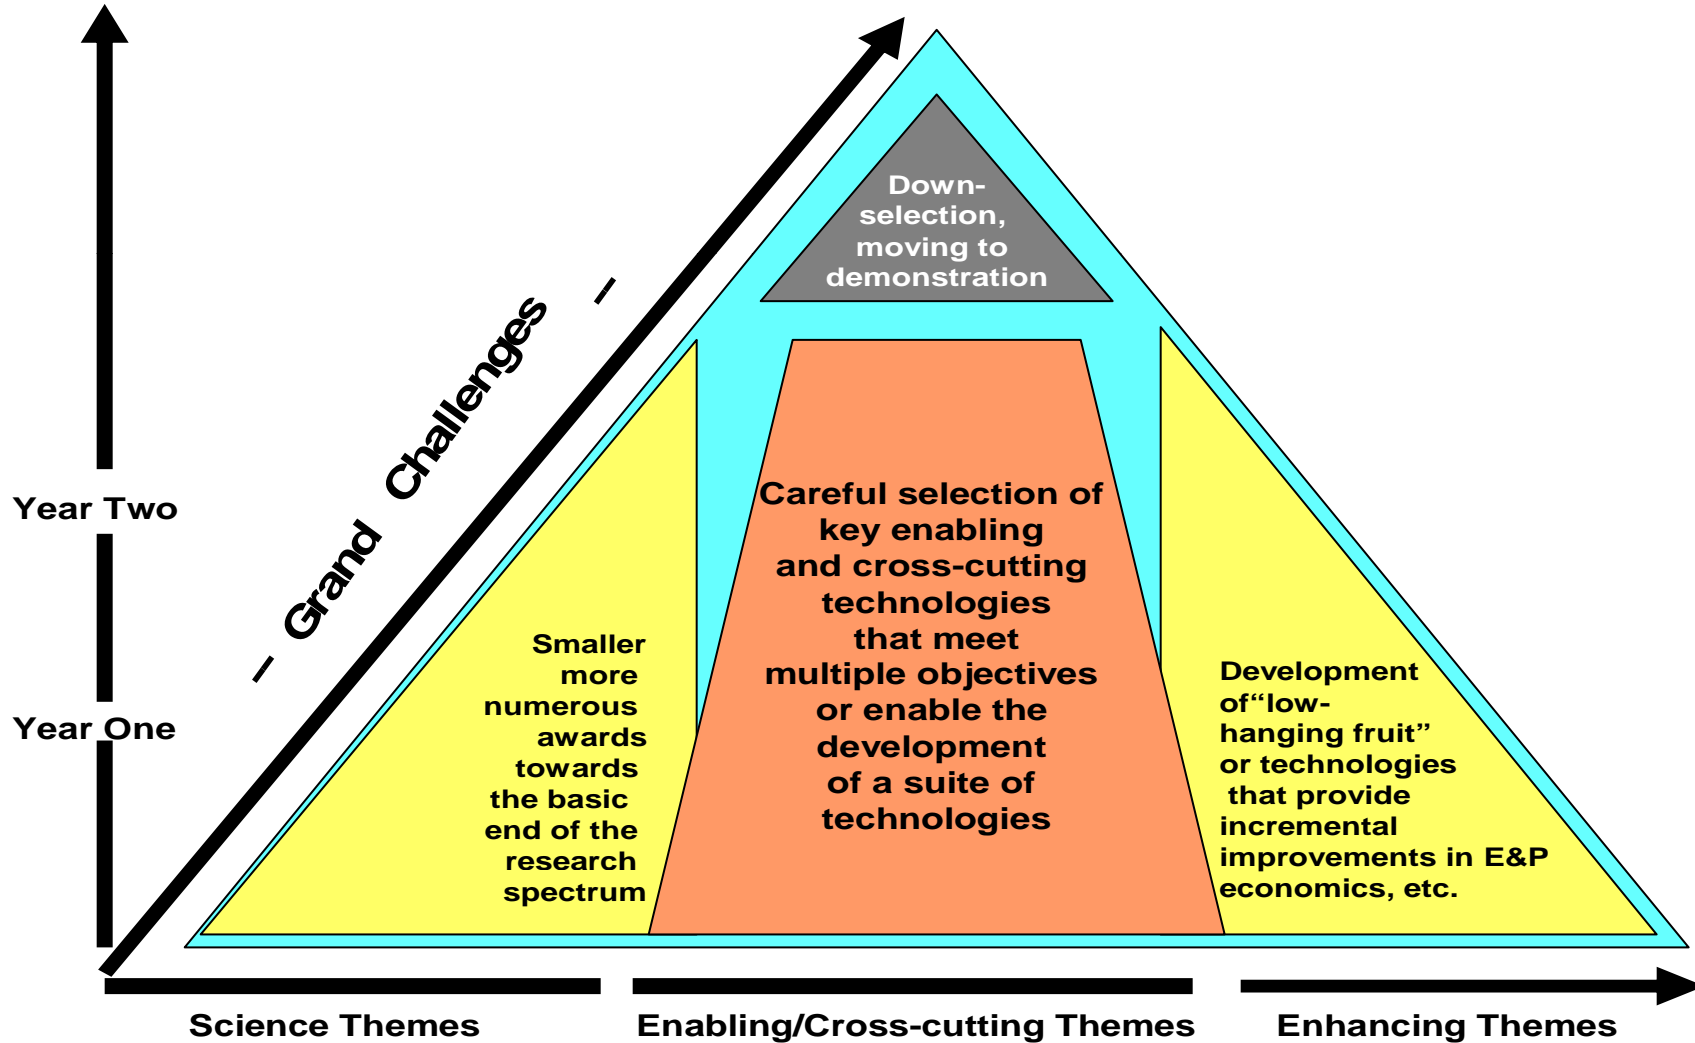 Down-
selection,
moving to
demonstration
– Grand Challenges –
Year Two
Year One
Smaller
more
numerous
awards
towards
the basic
end of the
research
spectrum
Careful selection of
key enabling
and cross-cutting
technologies
that meet
multiple objectives
or enable the
development
of a suite of
technologies
Development
of“low-
hanging fruit”
or technologies
that provide
incremental
improvements in E&P
economics, etc.
Science Themes
Enabling/Cross-cutting Themes
Enhancing Themes